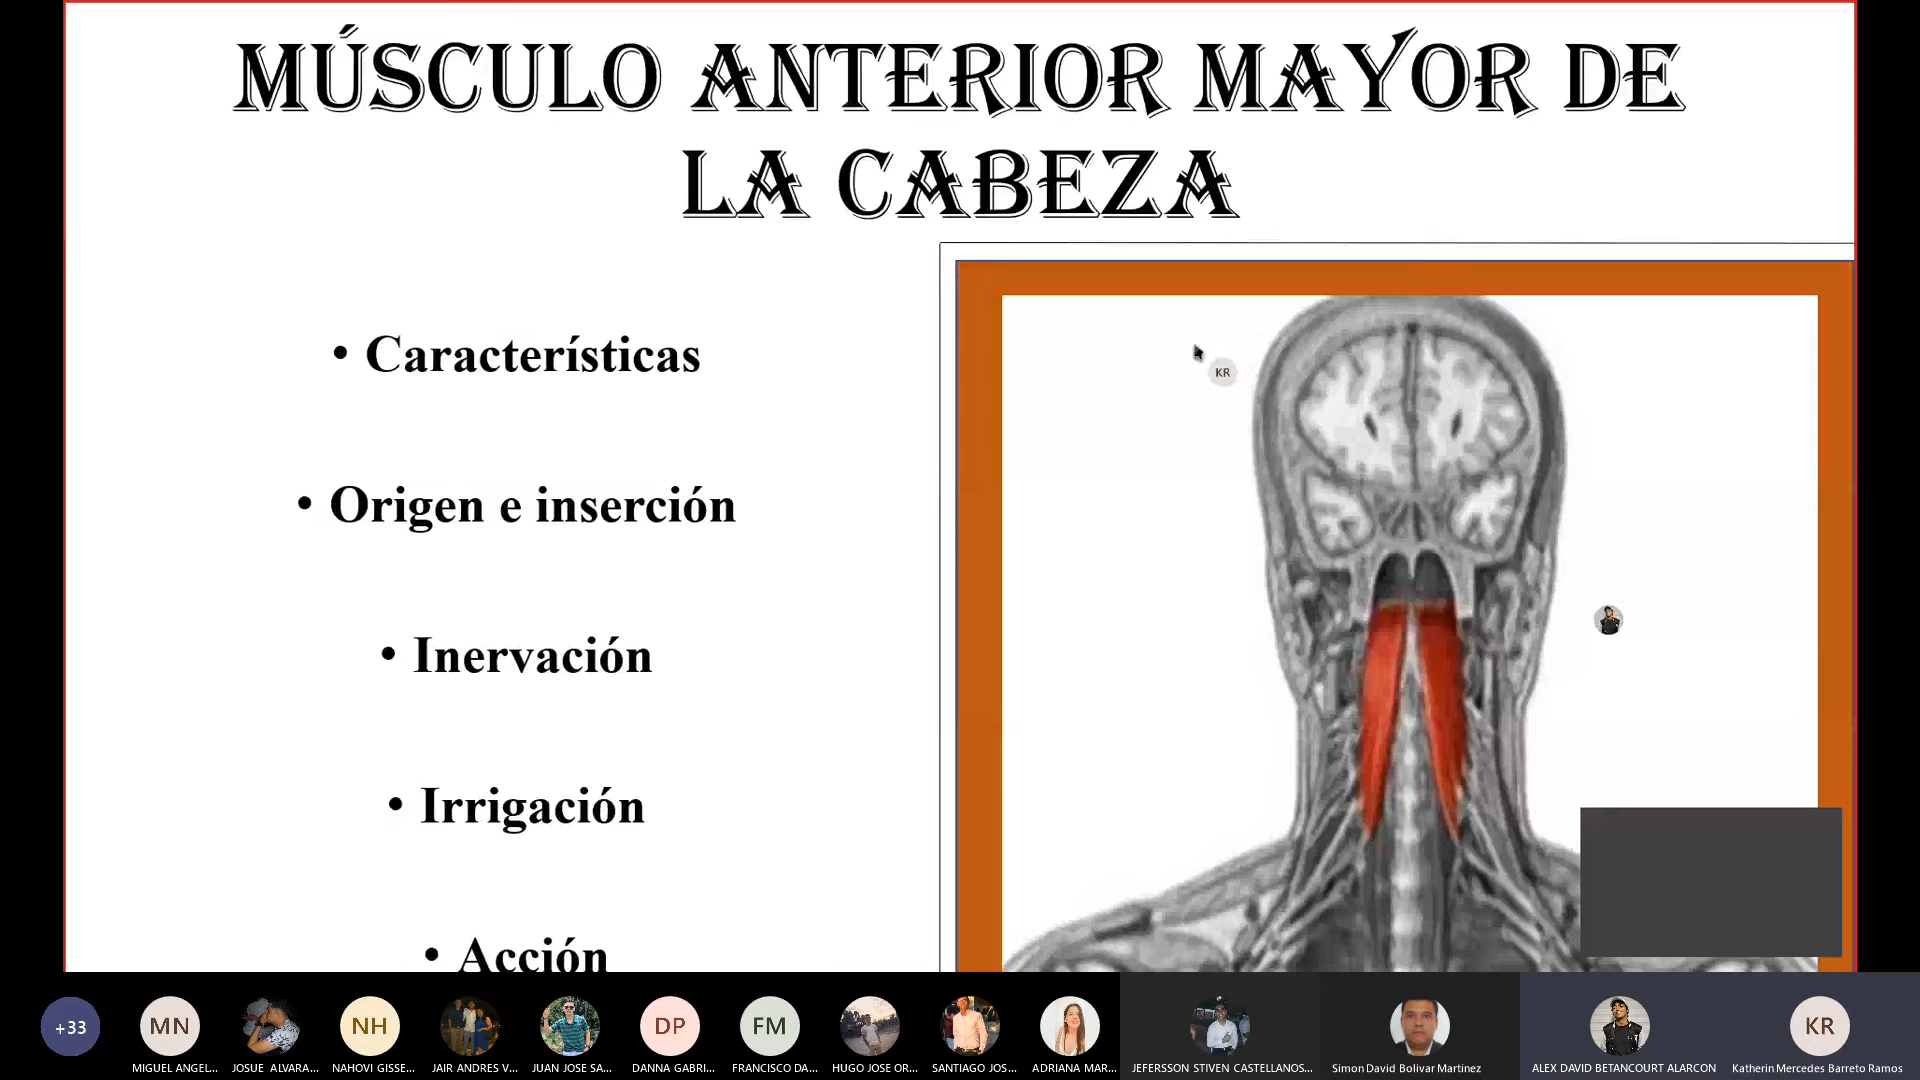 MÚSCULO ANTERIOR MAYOR DE
LA CABEZA
• Características
• Origen e inserción
• Inervación
• Irrigación
• Acción
KR
+33
MN
NH
DP
FM
KR
MIGUEL ANGEL...
JOSUE ALVARA...
NAHOVI GISSE...
JAIR ANDRES V...
JUAN JOSE SA...
DANNA GABRI...
FRANCISCO DA...
HUGO JOSE OR...
SANTIAGO JOS...
ADRIANA MAR...
JEFERSSON STIVEN CASTELLANOS...
Simon David Bolivar Martinez
ALEX DAVID BETANCOURT ALARCON
Katherin Mercedes Barreto Ramos